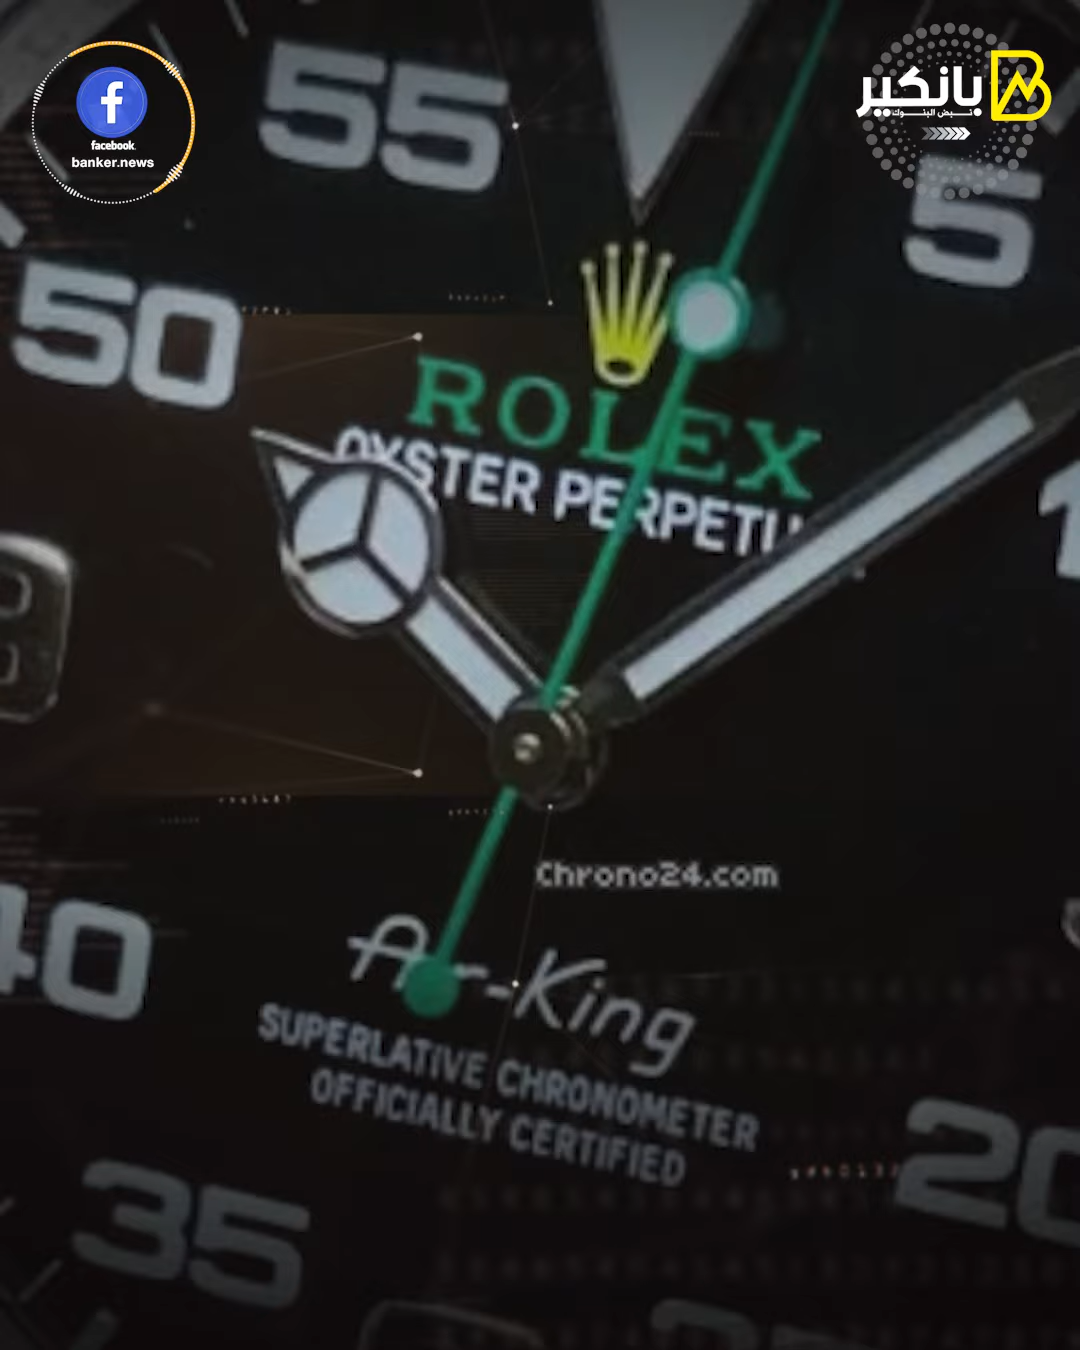 facebook.
banker.news
بانكير
نبض البنوك
55
5
50
ROLEX
OYSTER PERPETU
Chrono24.com
40
Air-King
SUPERLATIVE CHRONOMETER
OFFICIALLY CERTIFIED
20
35